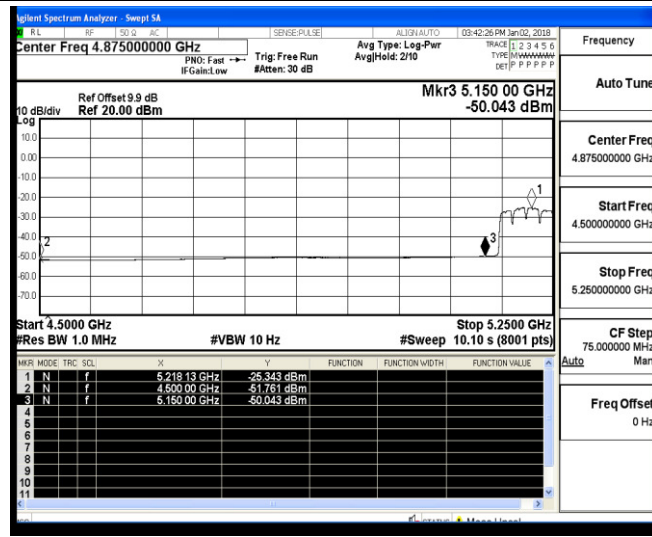 Agilent Spectrum Analyzer - Swept SA
RL RF 50 Ω AC SENSE:PULSE ALIGN AUTO 03:42:26 PM Jan 02, 2018
Center Freq 4.875000000 GHz
PNO: Fast
IFGain:Low
Trig: Free Run
#Atten: 30 dB
Avg Type: Log-Pwr
Avg|Hold: 2/10
TRACE 1 2 3 4 5 6
TYPE MWWWWW
DET P P P P P P
Mkr3 5.150 00 GHz
-50.043 dBm
Ref Offset 9.9 dB
10 dB/div Ref 20.00 dBm
Log
10.0
0.00
-10.0
-20.0
-30.0
-40.0
-50.0
-60.0
-70.0
1
2
3
Start 4.5000 GHz Stop 5.2500 GHz
#Res BW 1.0 MHz #VBW 10 Hz #Sweep 10.10 s (8001 pts)
MKR MODE TRC SCL X Y FUNCTION FUNCTION WIDTH FUNCTION VALUE
1 N f 5.218 13 GHz -25.343 dBm
2 N f 4.500 00 GHz -51.761 dBm
3 N f 5.150 00 GHz -50.043 dBm
4
5
6
7
8
9
10
11
Frequency
Auto Tune
Center Freq
4.875000000 GHz
Start Freq
4.500000000 GHz
Stop Freq
5.250000000 GHz
CF Step
75.000000 MHz
Auto Man
Freq Offset
0 Hz